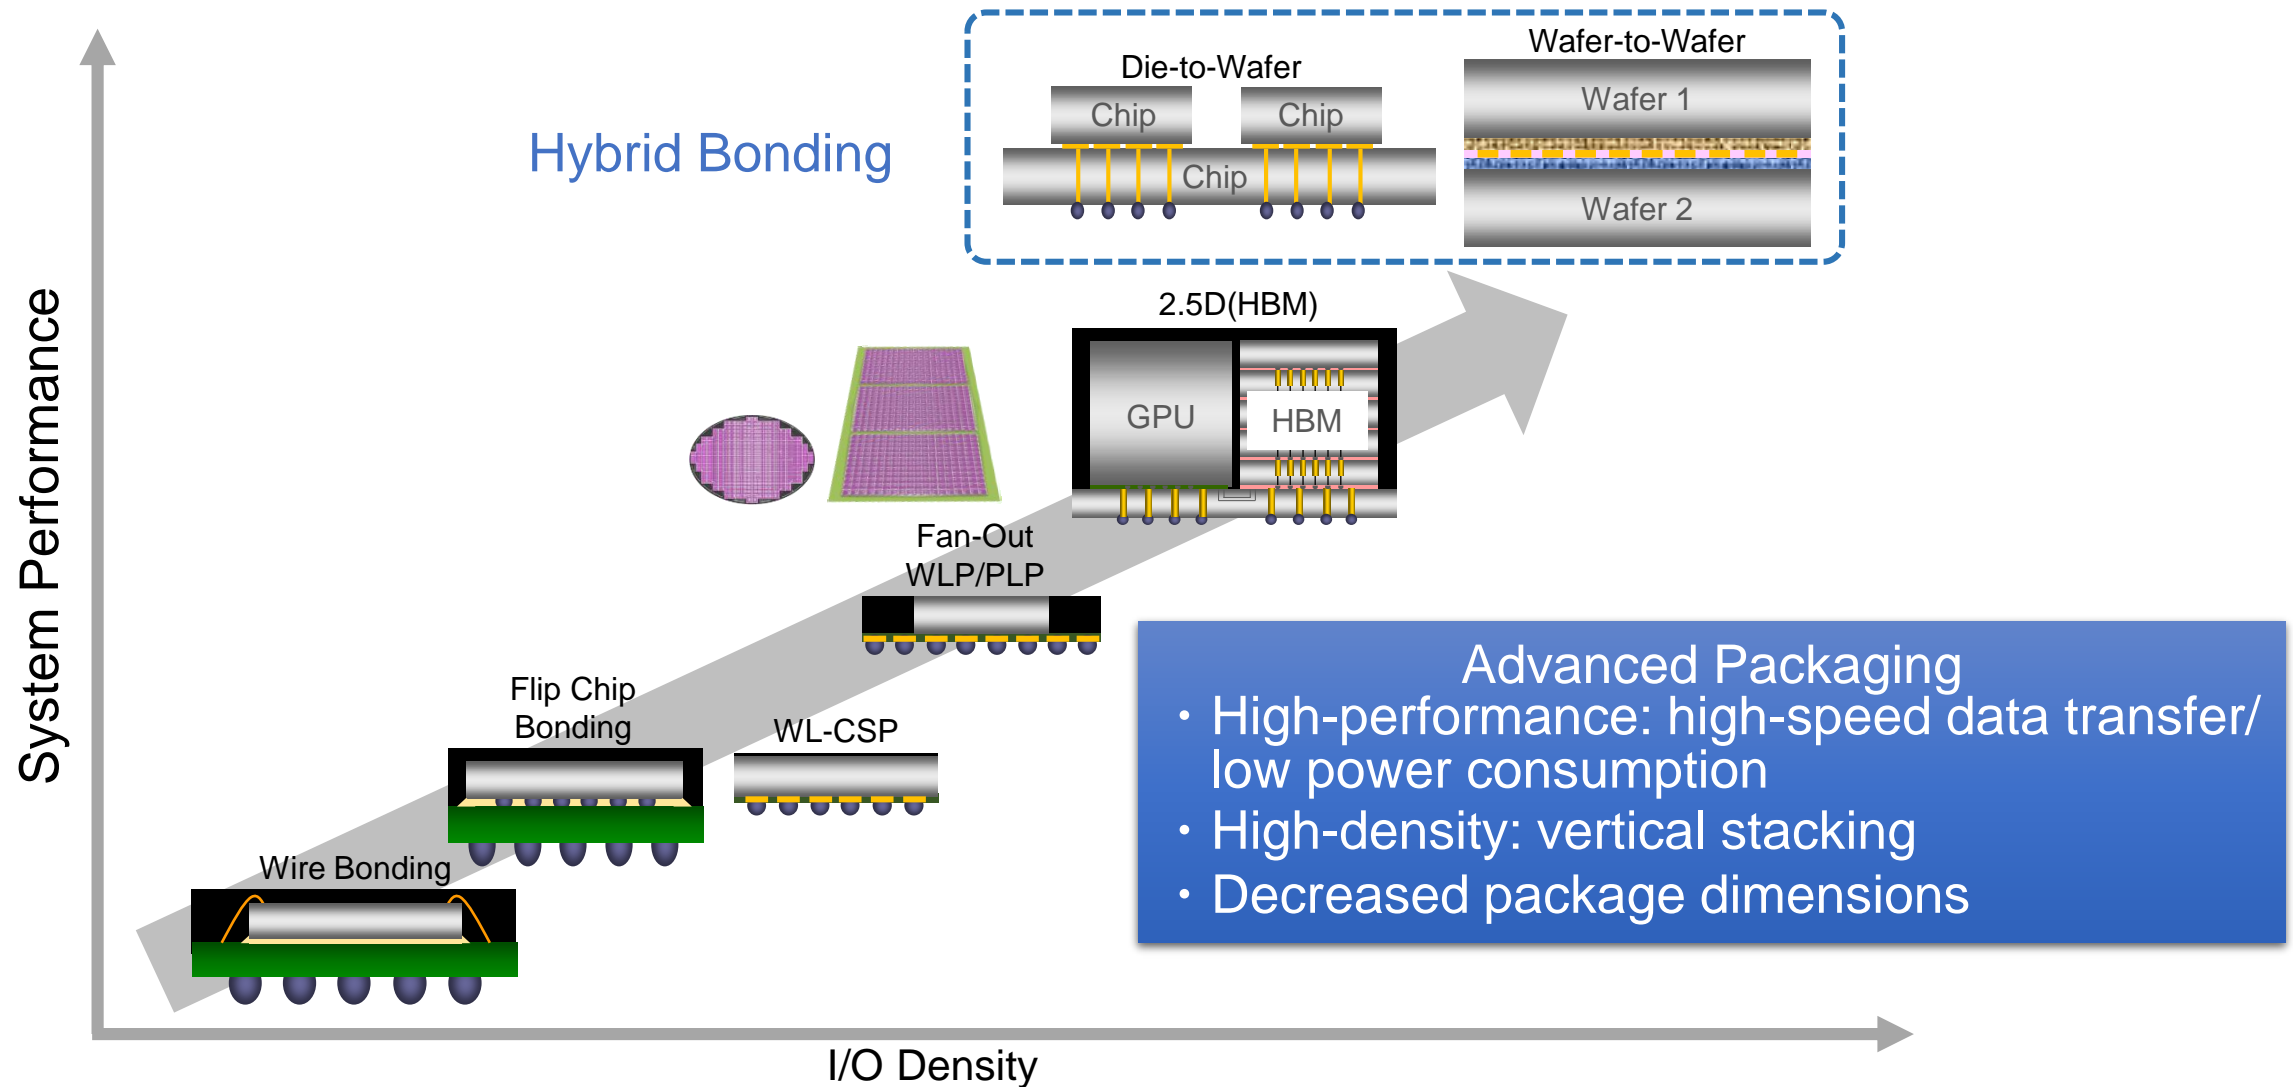 Die-to-Wafer
Wafer-to-Wafer
Chip
Chip
Chip
Wafer 1
Wafer 2
Hybrid Bonding
2.5D(HBM)
GPU
HBM
Fan-Out
WLP/PLP
Flip Chip
Bonding
WL-CSP
Wire Bonding
System Performance
I/O Density
Advanced Packaging
・High-performance: high-speed data transfer/
low power consumption
・High-density: vertical stacking
・Decreased package dimensions